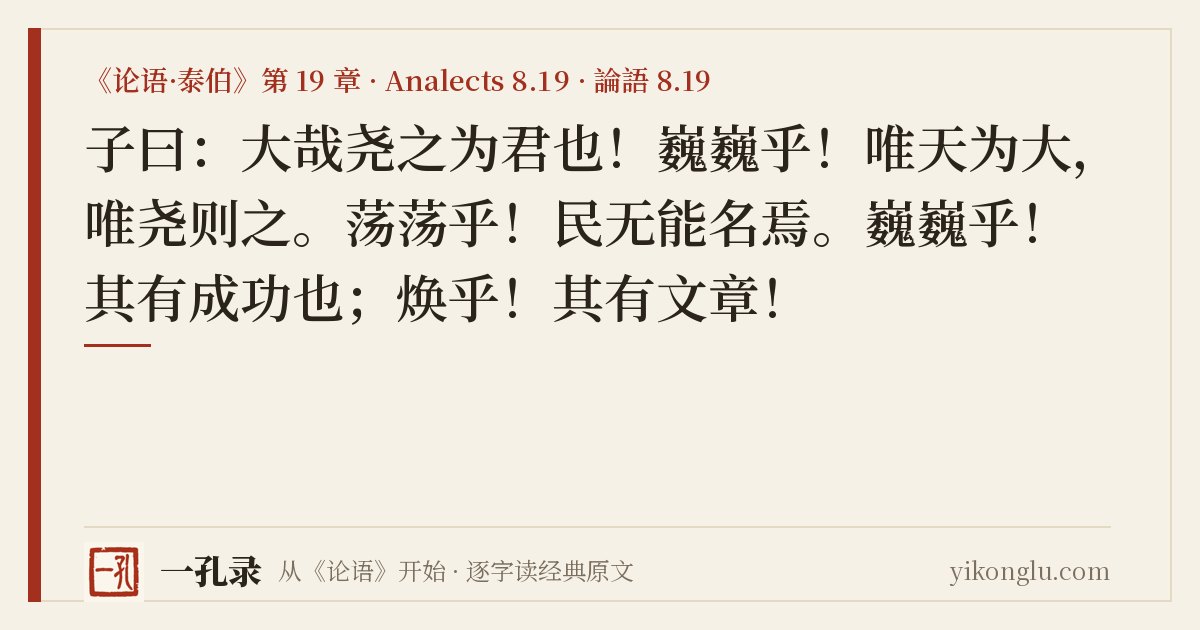 《论语·泰伯》第 19 章 · Analects 8.19 · 論語 8.19
子曰：大哉尧之为君也！巍巍乎！唯天为大，
唯尧则之。荡荡乎！民无能名焉。巍巍乎！
其有成功也；焕乎！其有文章！
一孔
一孔录 从《论语》开始 · 逐字读经典原文
yikonglu.com